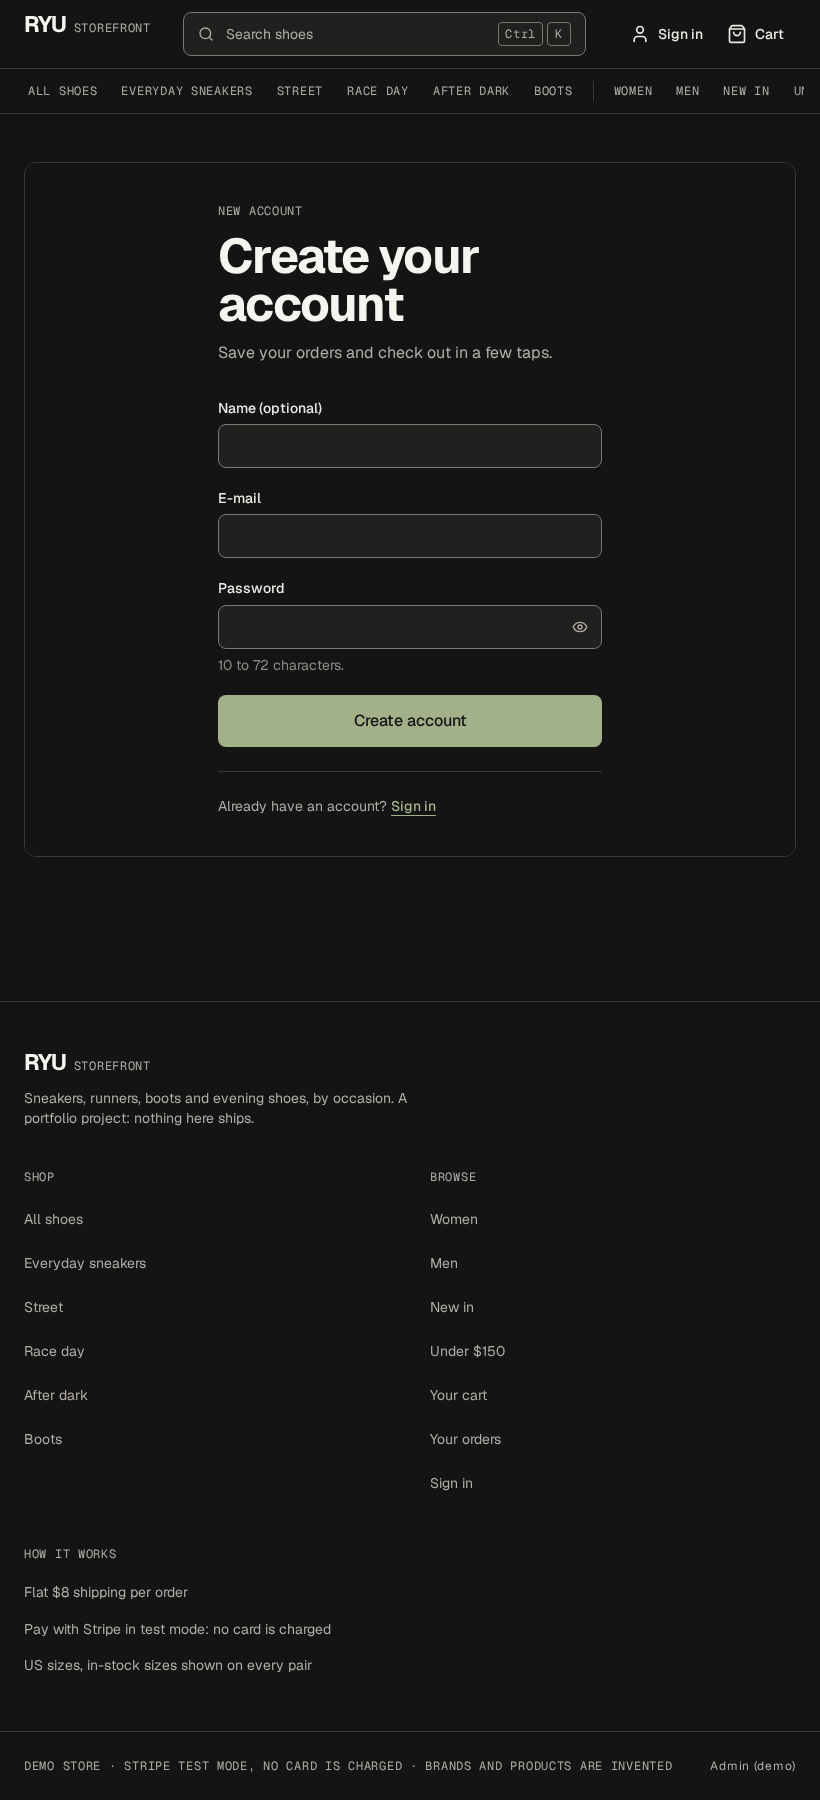 RYU STOREFRONT
Search shoes
Ctrl K
Sign in
Cart
ALL SHOES EVERYDAY SNEAKERS STREET RACE DAY AFTER DARK BOOTS WOMEN MEN NEW IN
NEW ACCOUNT
Create your
account
Save your orders and check out in a few taps.
Name (optional)
E-mail
Password
10 to 72 characters.
Create account
Already have an account? Sign in
RYU STOREFRONT
Sneakers, runners, boots and evening shoes, by occasion. A
portfolio project: nothing here ships.
SHOP
All shoes
Everyday sneakers
Street
Race day
After dark
Boots
BROWSE
Women
Men
New in
Under $150
Your cart
Your orders
Sign in
HOW IT WORKS
Flat $8 shipping per order
Pay with Stripe in test mode: no card is charged
US sizes, in-stock sizes shown on every pair
DEMO STORE · STRIPE TEST MODE, NO CARD IS CHARGED · BRANDS AND PRODUCTS ARE INVENTED
Admin (demo)